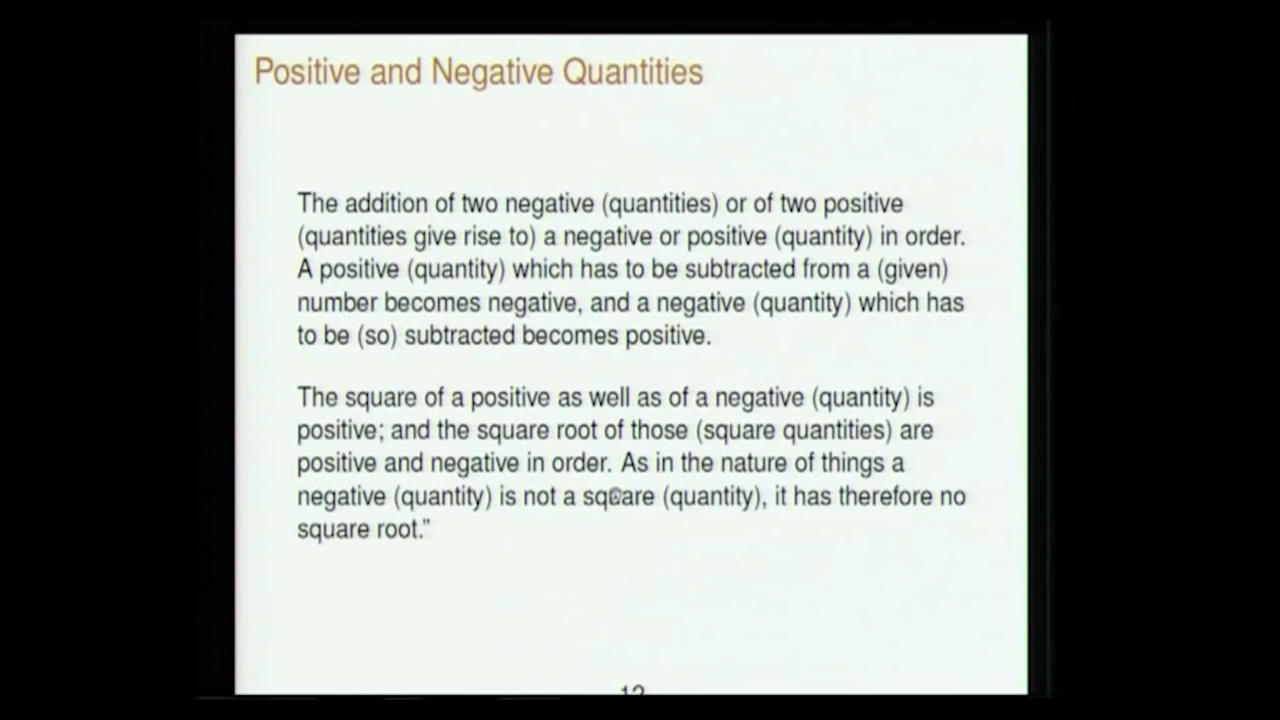 Positive and Negative Quantities
The addition of two negative (quantities) or of two positive
(quantities give rise to) a negative or positive (quantity) in order.
A positive (quantity) which has to be subtracted from a (given)
number becomes negative, and a negative (quantity) which has
to be (so) subtracted becomes positive.
The square of a positive as well as of a negative (quantity) is
positive; and the square root of those (square quantities) are
positive and negative in order. As in the nature of things a
negative (quantity) is not a square (quantity), it has therefore no
square root.”
12